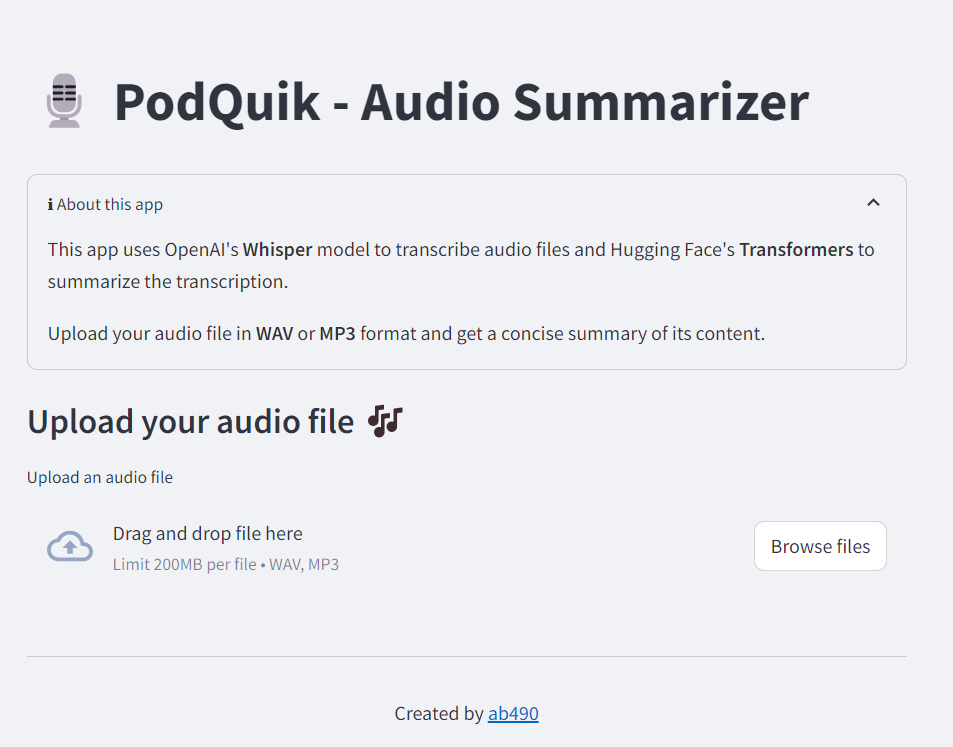 PodQuik - Audio Summarizer
ℹ About this app
This app uses OpenAI's Whisper model to transcribe audio files and Hugging Face's Transformers to
summarize the transcription.
Upload your audio file in WAV or MP3 format and get a concise summary of its content.
Upload your audio file 🎶
Upload an audio file
Drag and drop file here
Limit 200MB per file • WAV, MP3
Browse files
Created by ab490